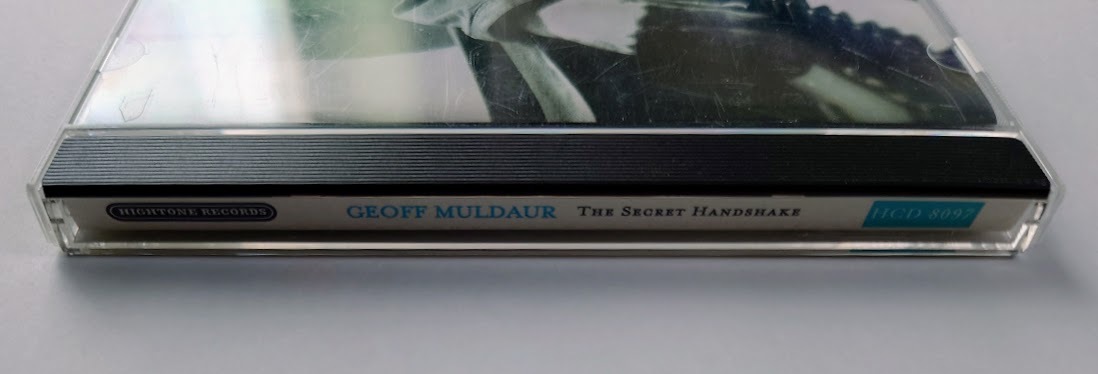 HIGHTONE RECORDS GEOFF MULDAUR THE SECRET HANDSHAKE HCD 8097